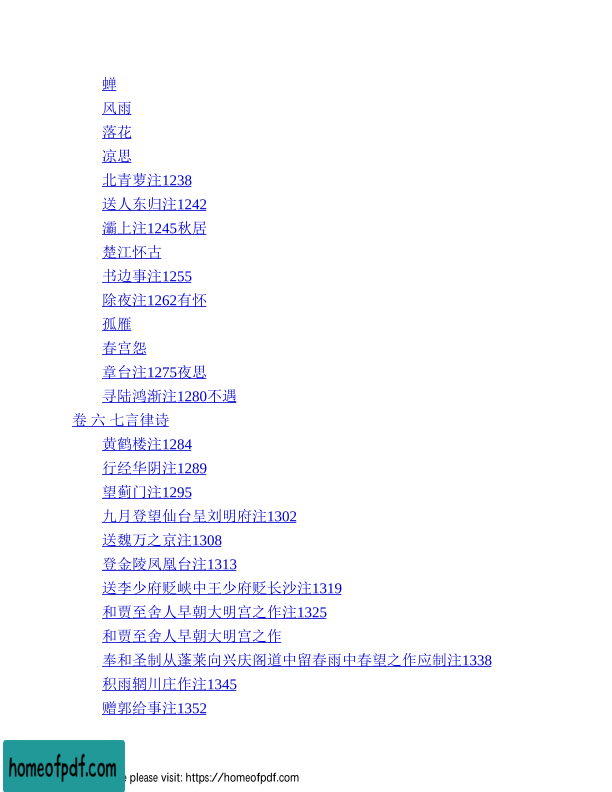 蝉
风雨
落花
凉思
北青萝注1238
送人东归注1242
灞上注1245秋居
楚江怀古
书边事注1255
除夜注1262有怀
孤雁
春宫怨
章台注1275夜思
寻陆鸿渐注1280不遇
卷 六 七言律诗
黄鹤楼注1284
行经华阴注1289
望蓟门注1295
九月登望仙台呈刘明府注1302
送魏万之京注1308
登金陵凤凰台注1313
送李少府贬峡中王少府贬长沙注1319
和贾至舍人早朝大明宫之作注1325
和贾至舍人早朝大明宫之作
奉和圣制从蓬莱向兴庆阁道中留春雨中春望之作应制注1338
积雨辋川庄作注1345
赠郭给事注1352
homeofpdf.com
please visit: https://homeofpdf.com